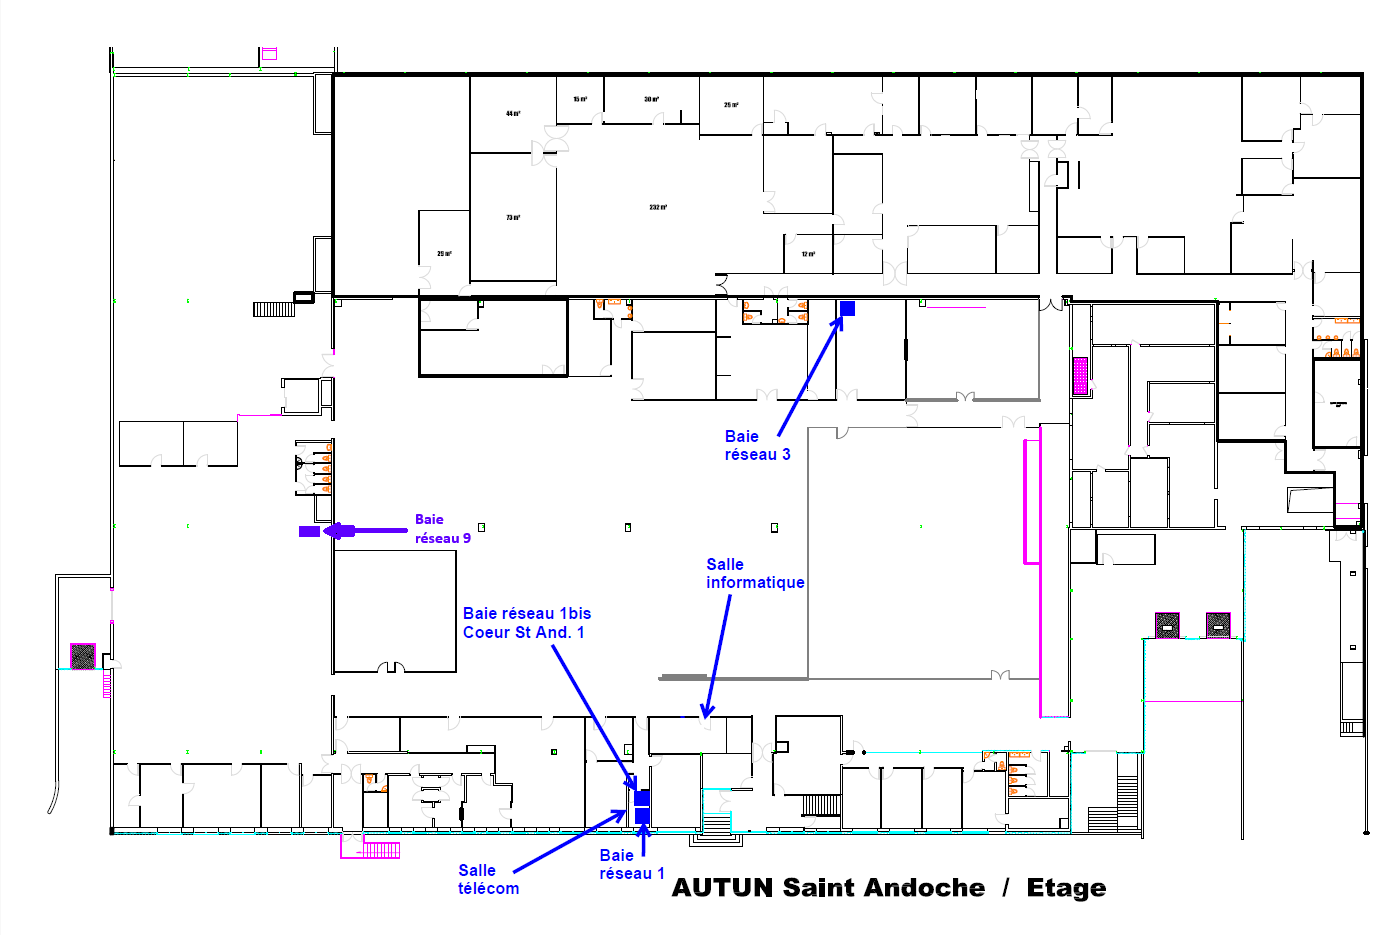 15 m²
30 m²
25 m²
44 m²
232 m²
73 m²
25 m²
12 m²
Baie
réseau 3
Baie
réseau 9
Salle
informatique
Baie réseau 1bis
Coeur St And. 1
Baie
réseau 1
Salle
télécom
AUTUN Saint Andoche / Etage